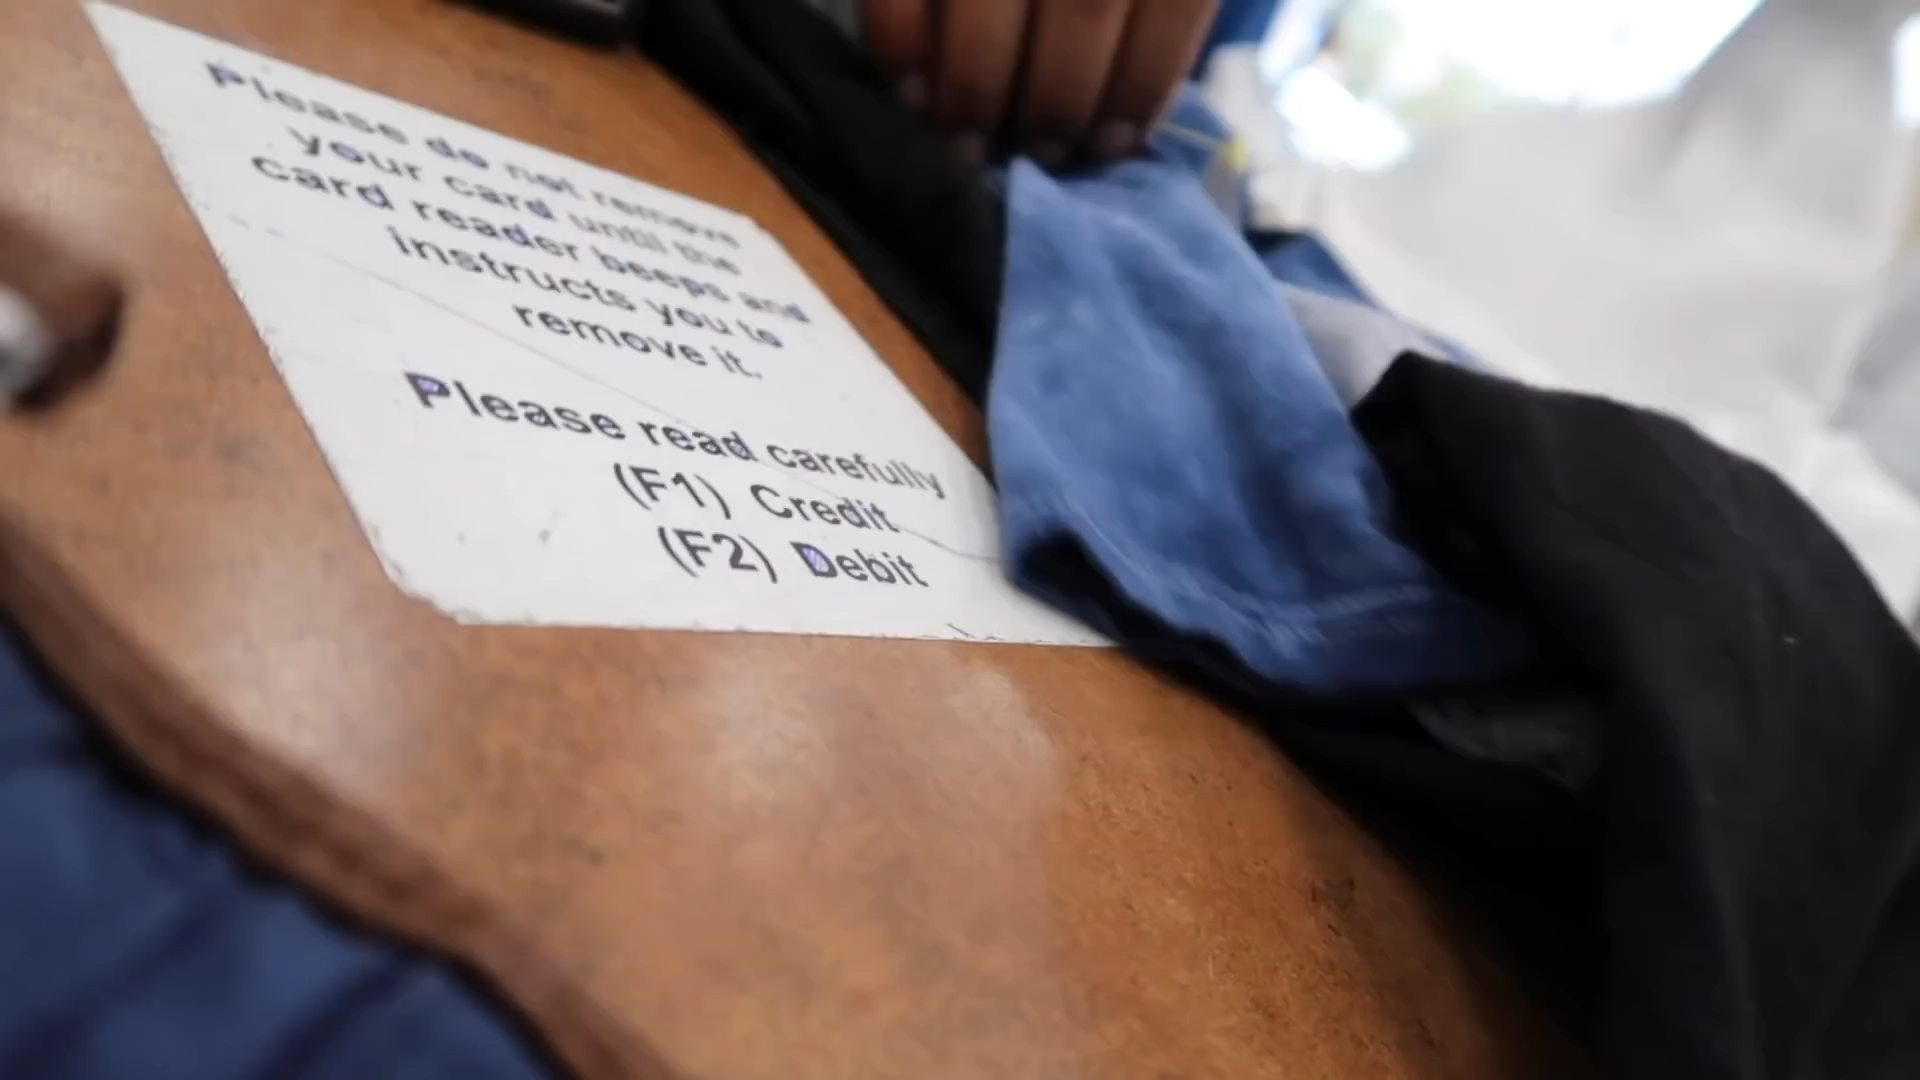 Please do not remove
your card until the
card reader beeps and
instructs you to
remove it.
Please read carefully
(F1) Credit
(F2) Debit